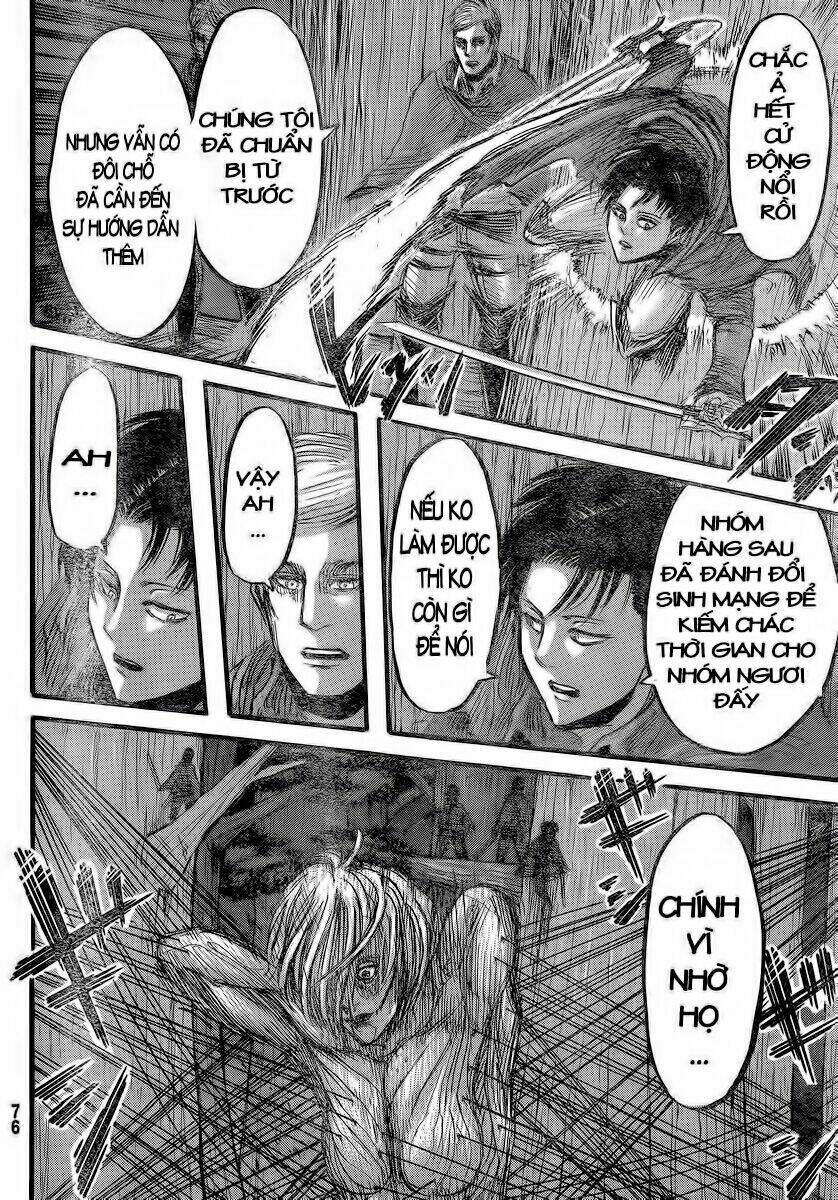 CHẮC
Ả
HẾT
CỬ
ĐỘNG
NỔI
RỒI
CHÚNG TÔI
ĐÃ CHUẨN
BỊ TỪ
TRƯỚC
NHƯNG VẪN CÓ
ĐÔI CHỖ
ĐÃ CẦN ĐẾN
SỰ HƯỚNG DẪN
THÊM
NHÓM
HÀNG SAU
ĐÃ ĐÁNH ĐỔI
SINH MẠNG ĐỂ
KIẾM CHÁC
THỜI GIAN CHO
NHÓM NGƯƠI
ĐẤY
NẾU KO
LÀM ĐƯỢC
THÌ KO
CÒN GÌ
ĐỂ NÓI
VẬY
AH
...
AH
...
CHÍNH
VÌ
NHỜ
HỌ
...
76